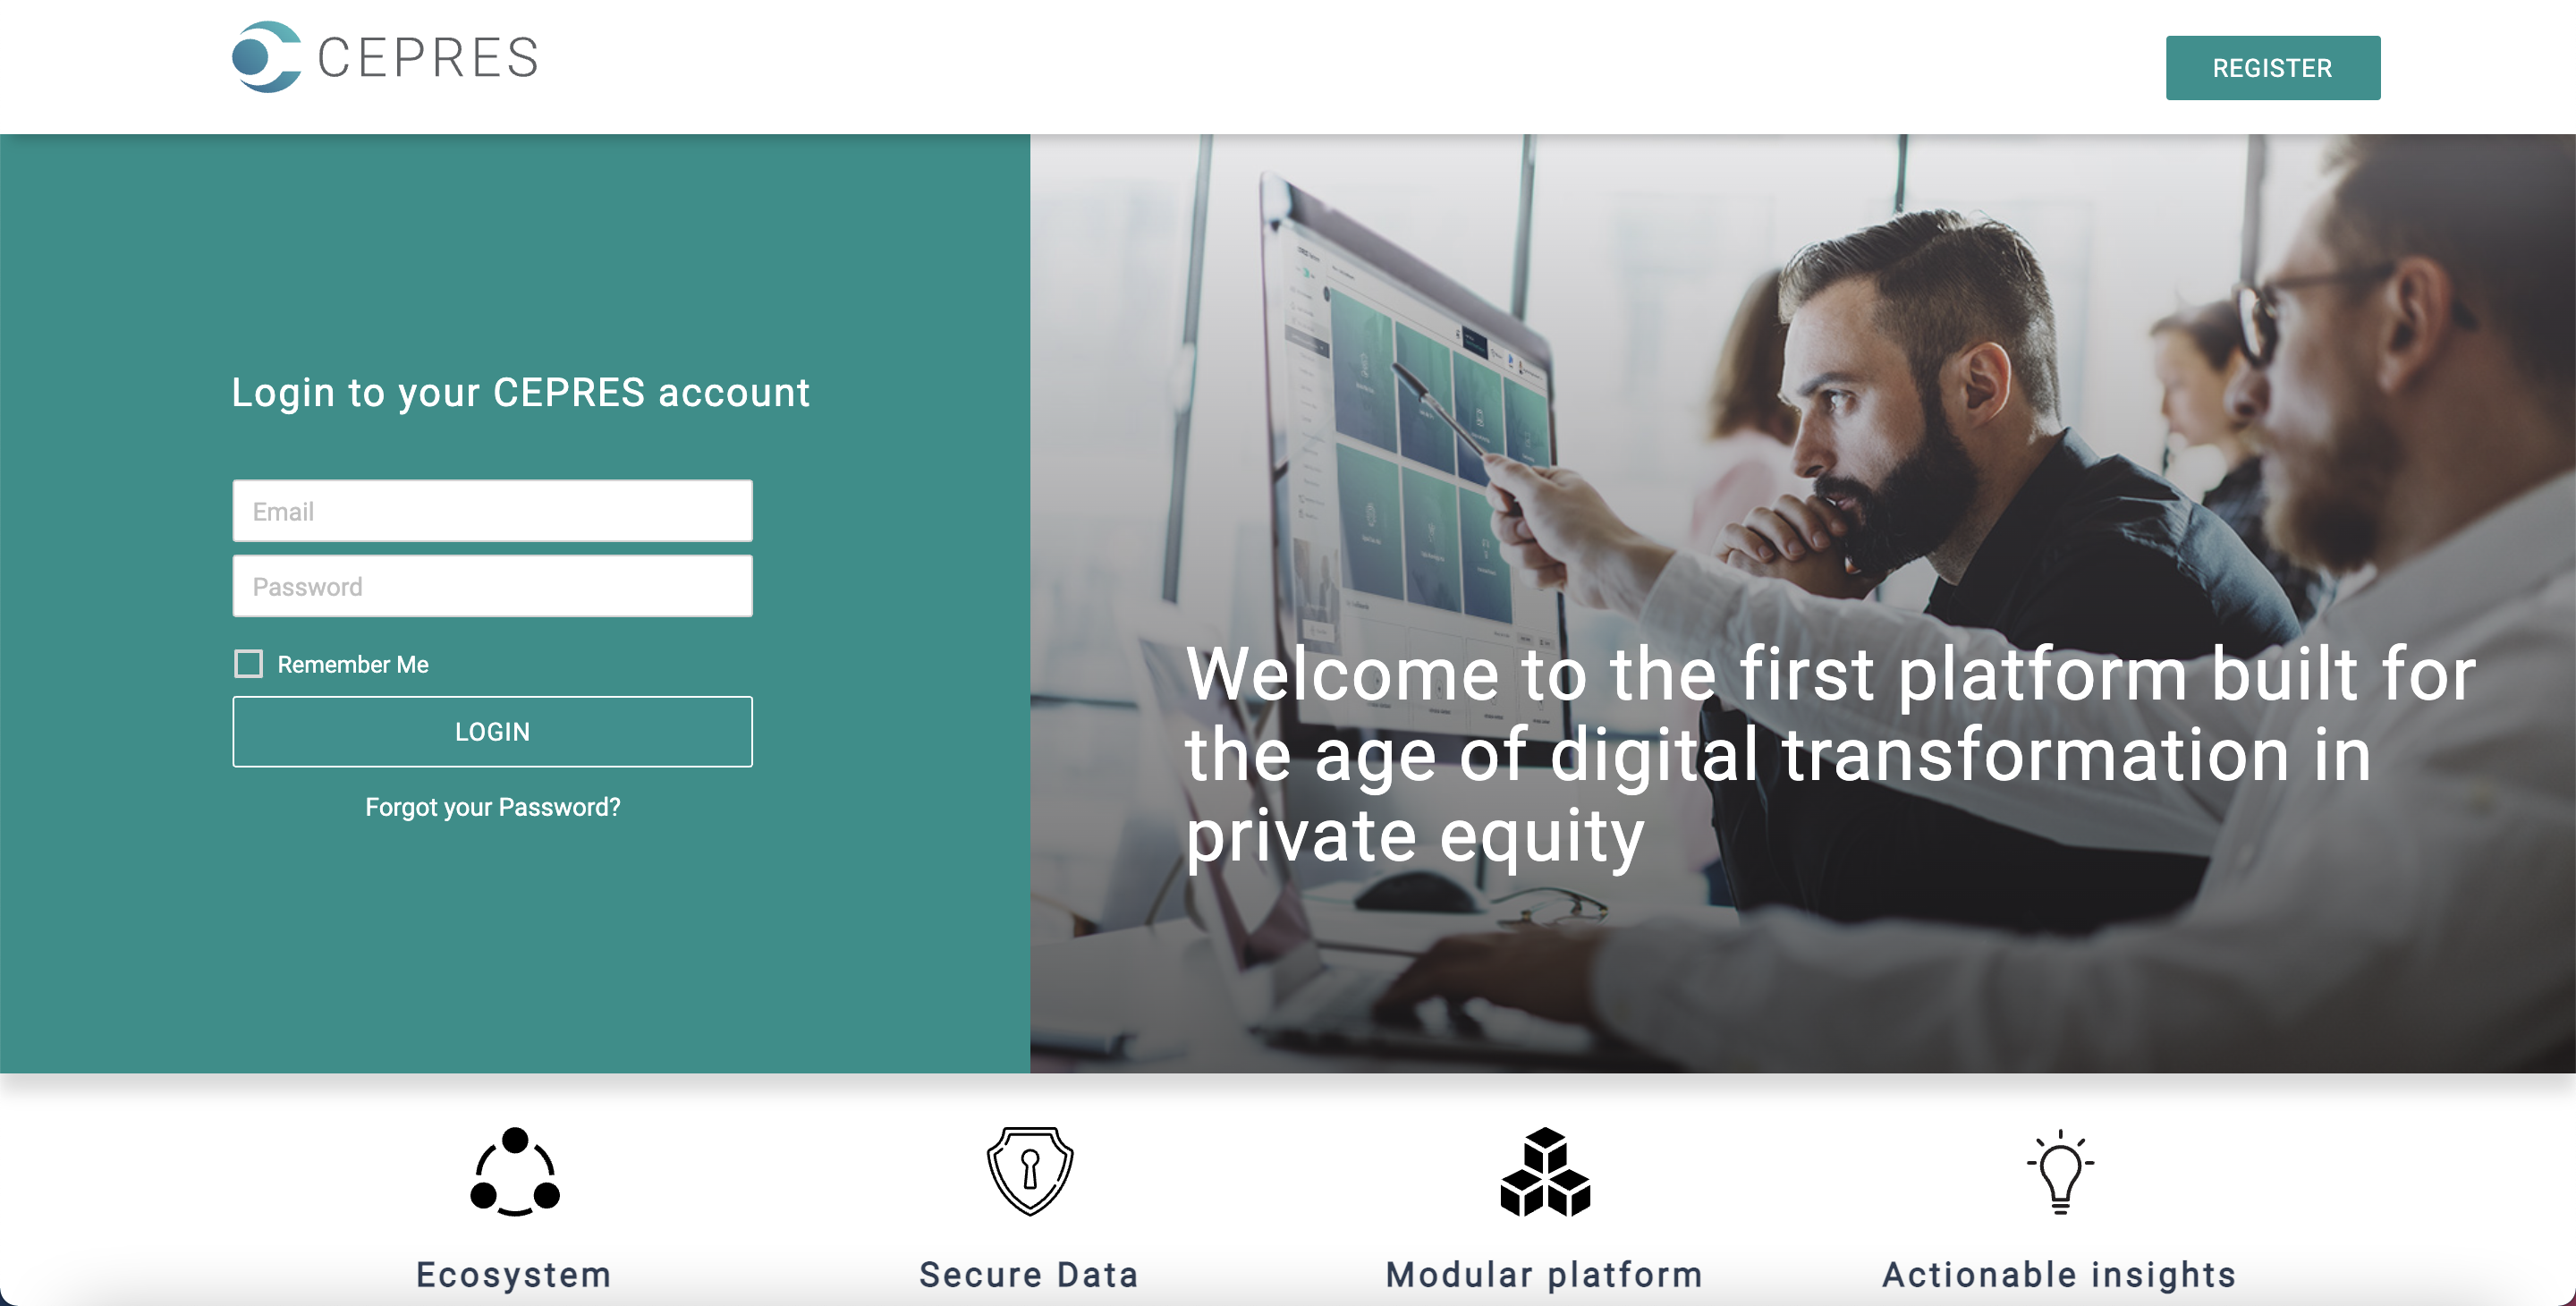 CEPRES
REGISTER
Login to your CEPRES account
Email
Password
Remember Me
LOGIN
Forgot your Password?
Welcome to the first platform built for
the age of digital transformation in
private equity
Ecosystem
Secure Data
Modular platform
Actionable insights